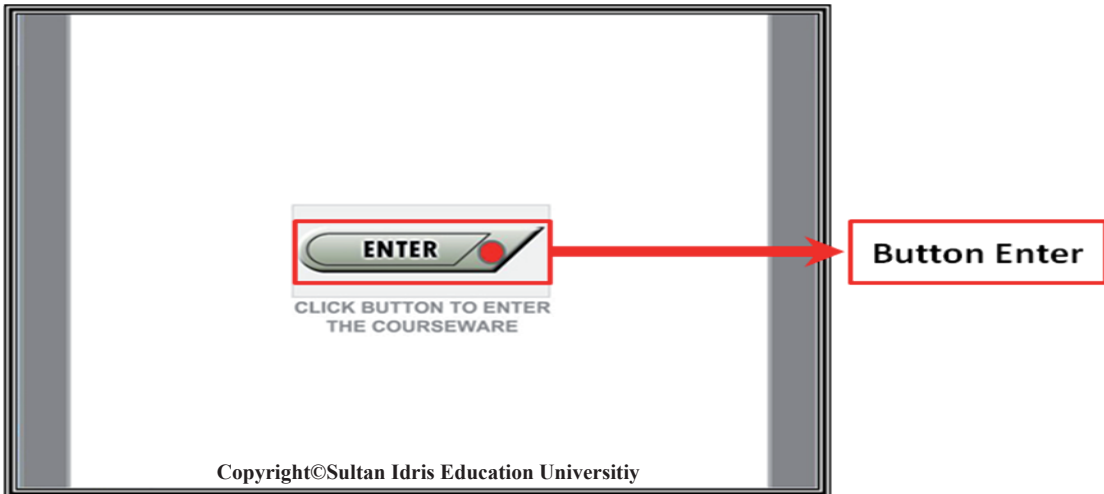 ENTER
Button Enter
CLICK BUTTON TO ENTER
THE COURSEWARE
Copyright©Sultan Idris Education Universitiy